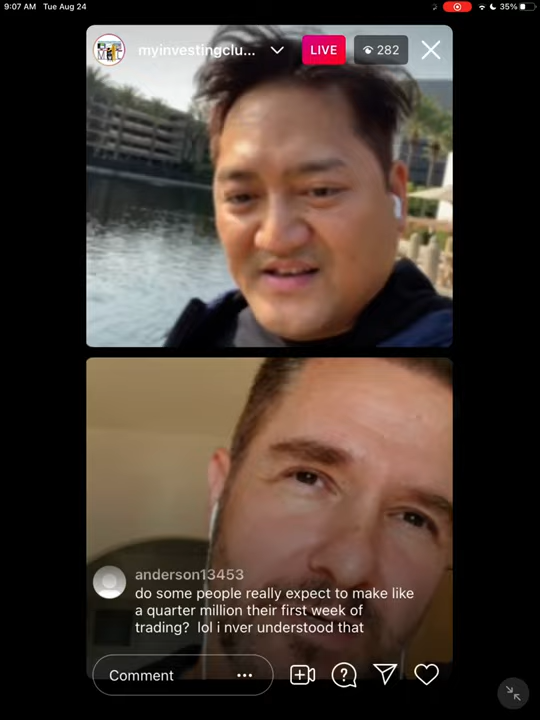 9:07 AM Tue Aug 24
35%
myinvestingclu...
LIVE
282
anderson13453
do some people really expect to make like
a quarter million their first week of
trading? lol i nver understood that
Comment